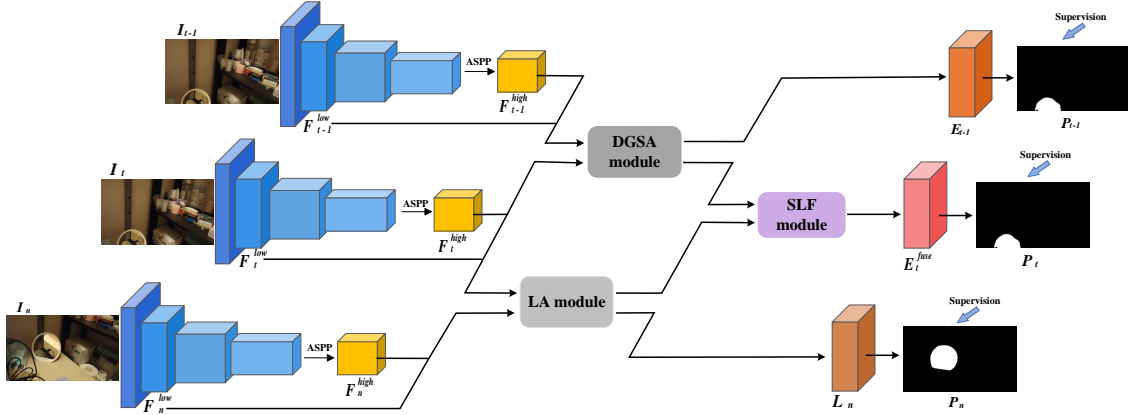 I t-1
ASPP
F high t-1
F low t-1
Supervision
E t-1
P t-1
DGSA
module
I t
ASPP
F high t
F low t
SLF
module
Supervision
E fuse t
P t
LA module
I n
ASPP
F high n
F low n
Supervision
L n
P n